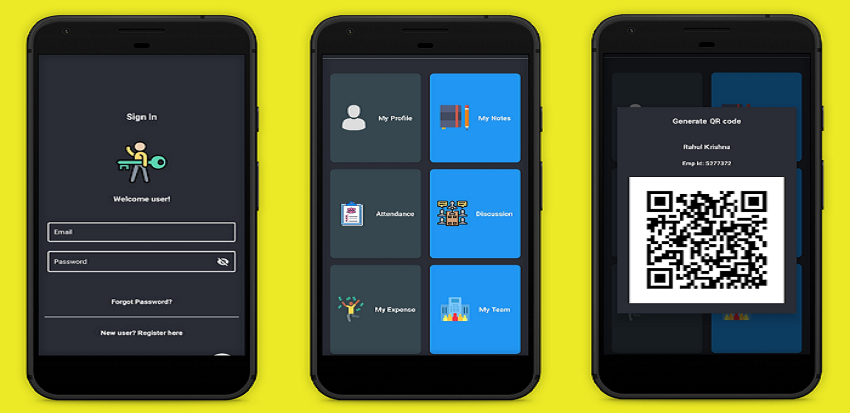 Sign In
Welcome user!
Email
Password
Forgot Password?
New user? Register here
My Profile
My Notes
Attendance
Discussion
My Expense
My Team
Generate QR code
Rahul Krishna
Emp Id: 5277372